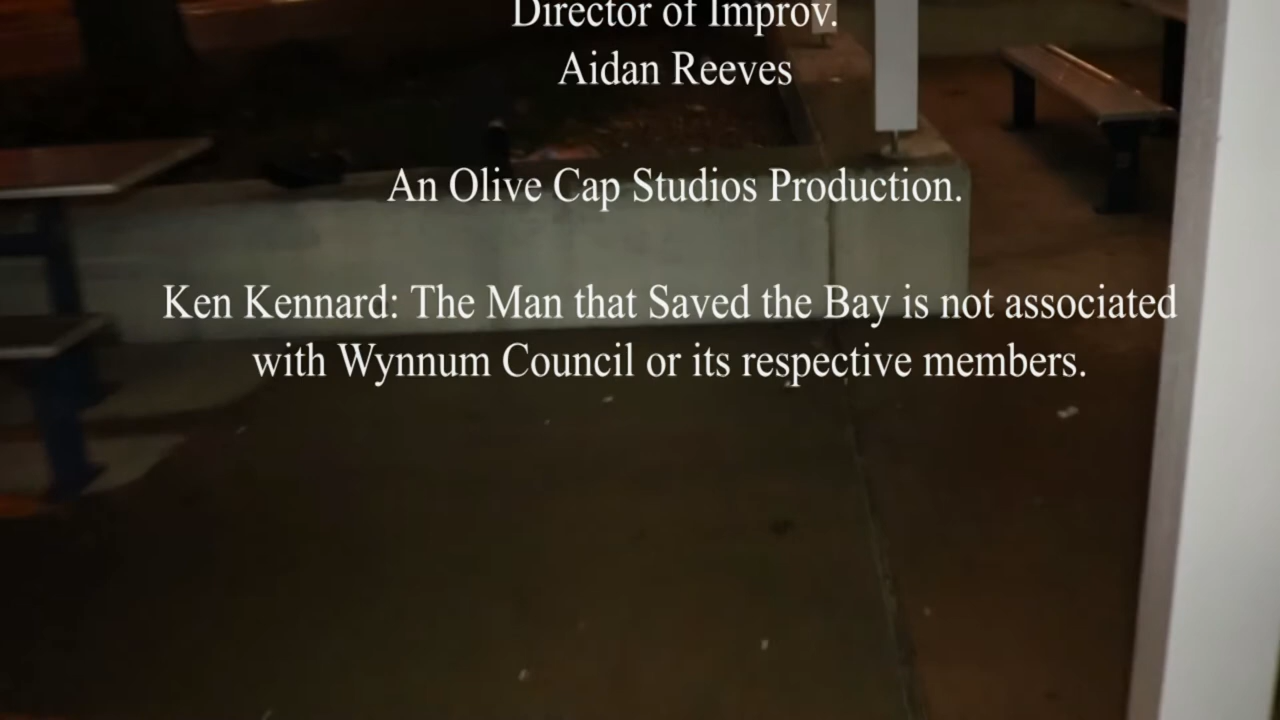 Director of Improv.
Aidan Reeves
An Olive Cap Studios Production.
Ken Kennard: The Man that Saved the Bay is not associated
with Wynnum Council or its respective members.